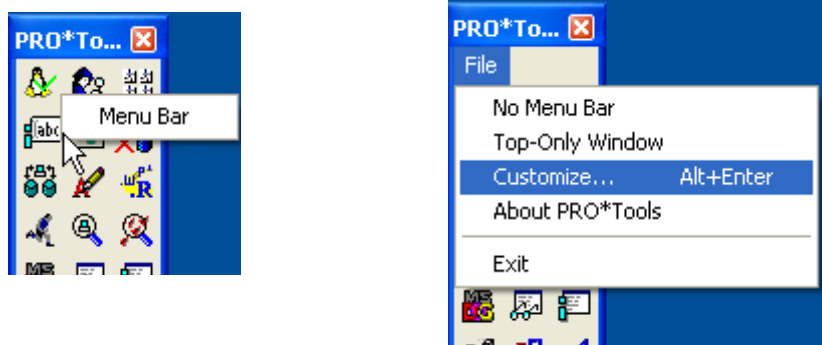 PRO*To...
Menu Bar
PRO*To...
File
No Menu Bar
Top-Only Window
Customize... Alt+Enter
About PRO*Tools
Exit